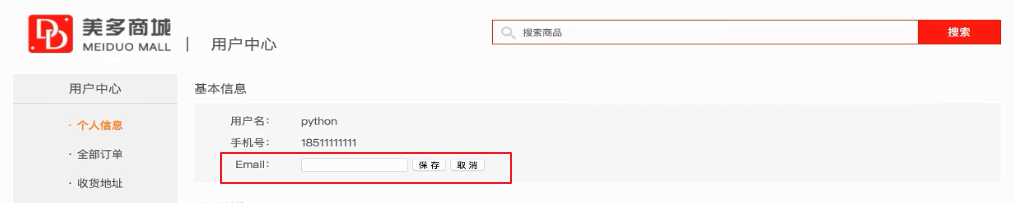 美多商城
MEIDUO MALL
| 用户中心
搜索商品
搜索
用户中心
· 个人信息
· 全部订单
· 收货地址
基本信息
用户名： python
手机号： 18511111111
Email： 保存 取消